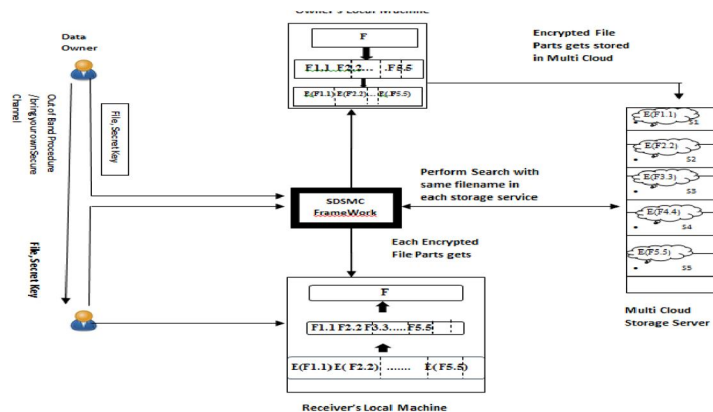 Owner's Local Machine
Data
Owner
F
F1.1 F2.2... .F5.5
E(F1.1) E(F2.2)... E(.F5.5)
Encrypted File
Parts gets stored
in Multi Cloud
Out of Band Procedure
/bring your own Secure
Channel
File, Secret Key
File, Secret Key
SDSMC
FrameWork
Perform Search with
same filename in
each storage service
E(F1.1)
S1
S2
E(F2.2)
E(F3.3)
S3
E(F4.4)
S4
E(F5.5)
S5
Multi Cloud
Storage Server
Each Encrypted
File Parts gets
F
F1.1 F2.2 F3.3.....F5.5
E(F1.1) E( F2.2) ....... E( F5.5)
Receiver's Local Machine